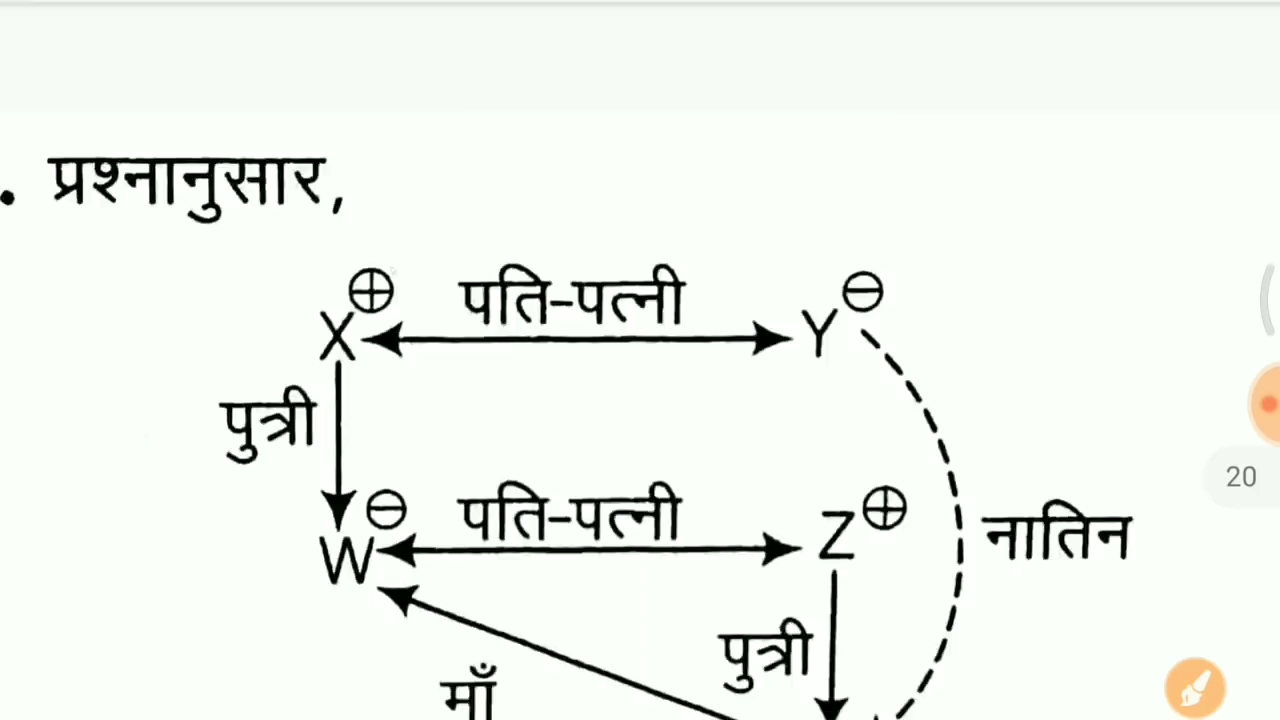 . प्रश्नानुसार,
X⊕ पति-पत्नी Y⊖
पुत्री
W⊖ पति-पत्नी Z⊕ नातिन
20
पुत्री
माँ